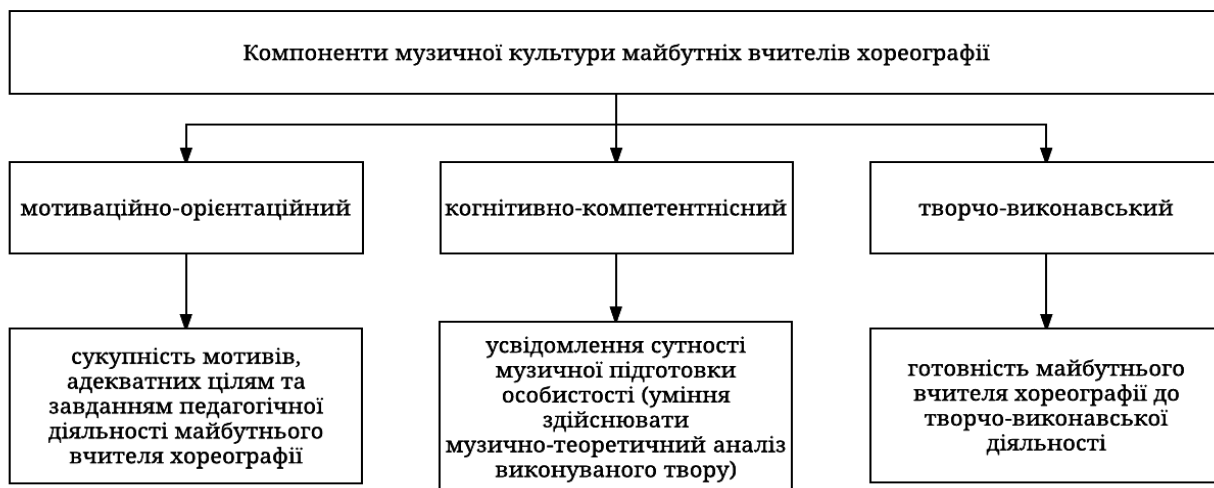 Компоненти музичної культури майбутніх вчителів хореографії
мотиваційно-орієнтаційний
когнітивно-компетентнісний
творчо-виконавський
сукупність мотивів,
адекватних цілям та
завданням педагогічної
діяльності майбутнього
вчителя хореографії
усвідомлення сутності
музичної підготовки
особистості (уміння
здійснювати
музично-теоретичний аналіз
виконуваного твору)
готовність майбутнього
вчителя хореографії до
творчо-виконавської
діяльності